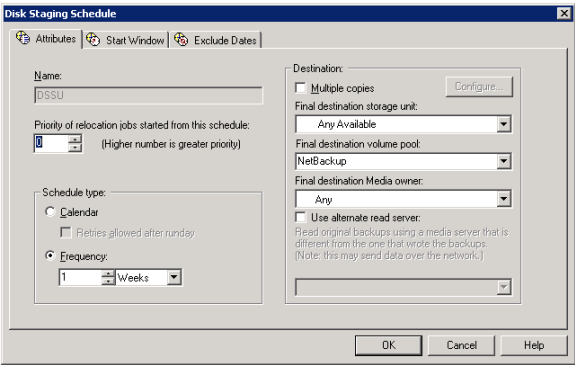 Disk Staging Schedule
Attributes
Start Window
Exclude Dates
Name:
DSSU
Priority of relocation jobs started from this schedule:
0
(Higher number is greater priority)
Schedule type:
Calendar
Retries allowed after runday
Frequency:
1
Weeks
Destination:
Multiple copies
Configure...
Final destination storage unit:
Any Available
Final destination volume pool:
NetBackup
Final destination Media owner:
Any
Use alternate read server:
Read original backups using a media server that is
different from the one that wrote the backups.
(Note: this may send data over the network.)
OK
Cancel
Help